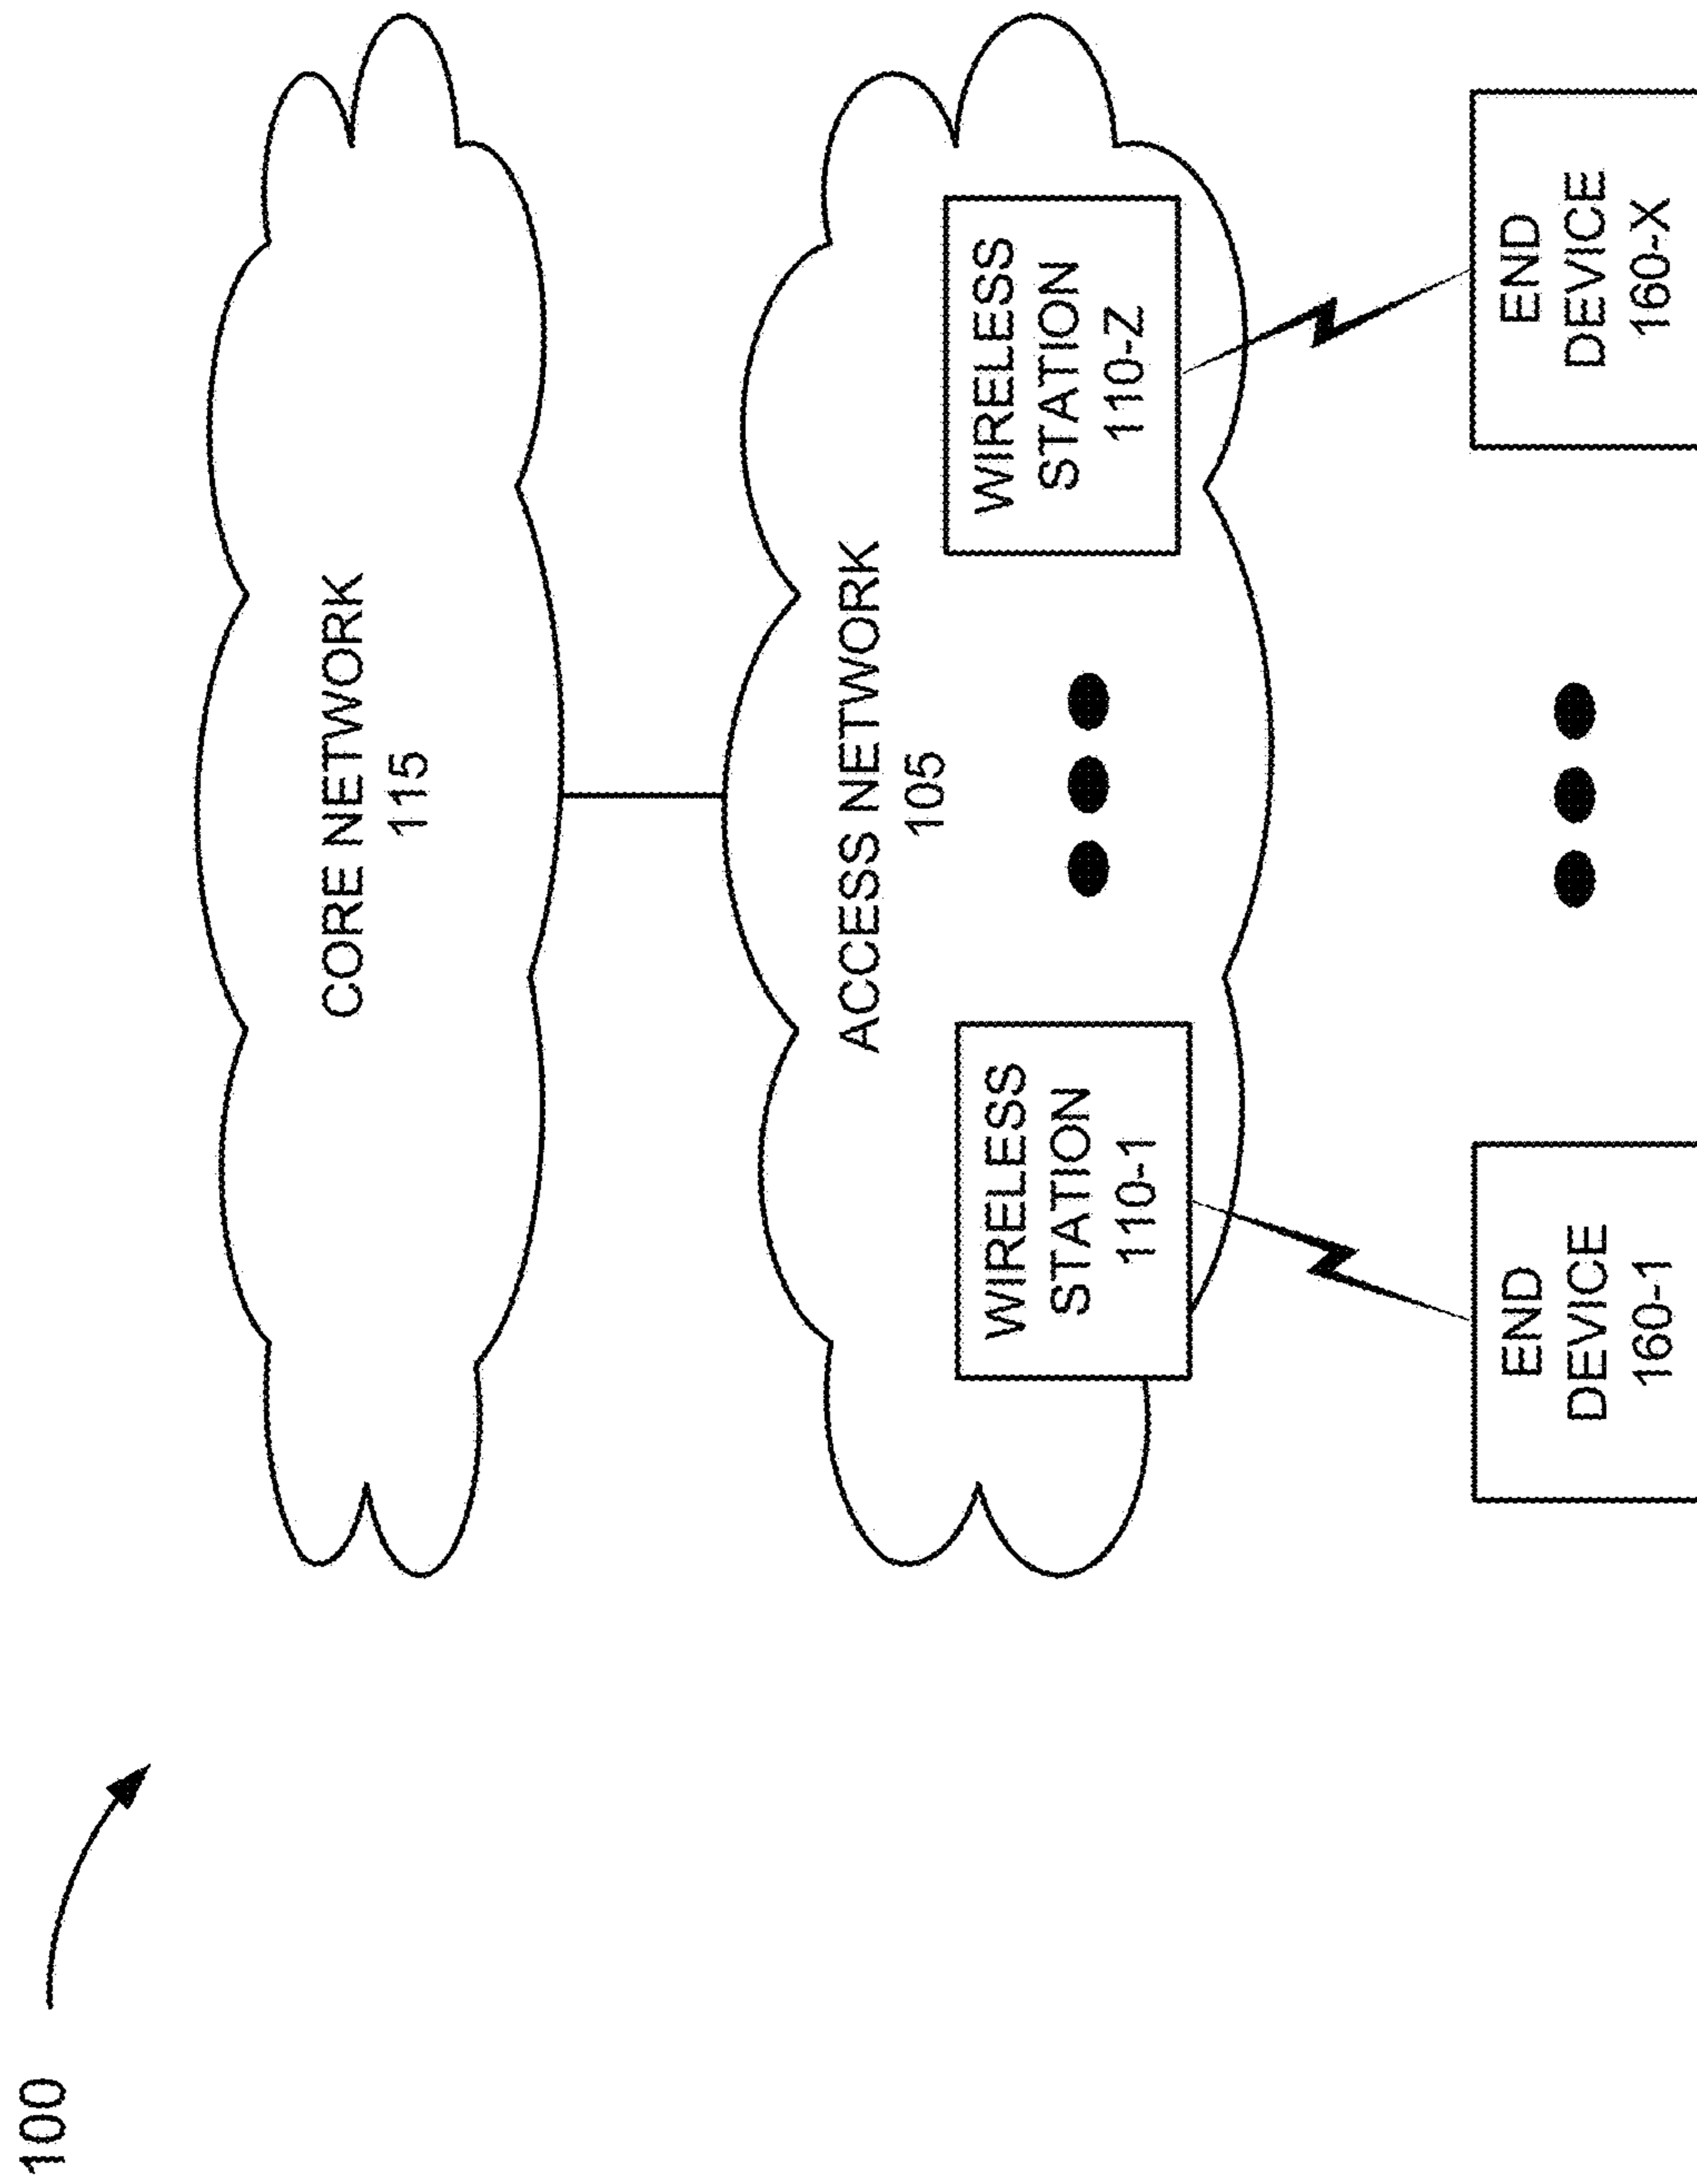 100
CORE NETWORK
115
ACCESS NETWORK
105
WIRELESS
STATION
110-1
WIRELESS
STATION
110-Z
END
DEVICE
160-1
END
DEVICE
160-X